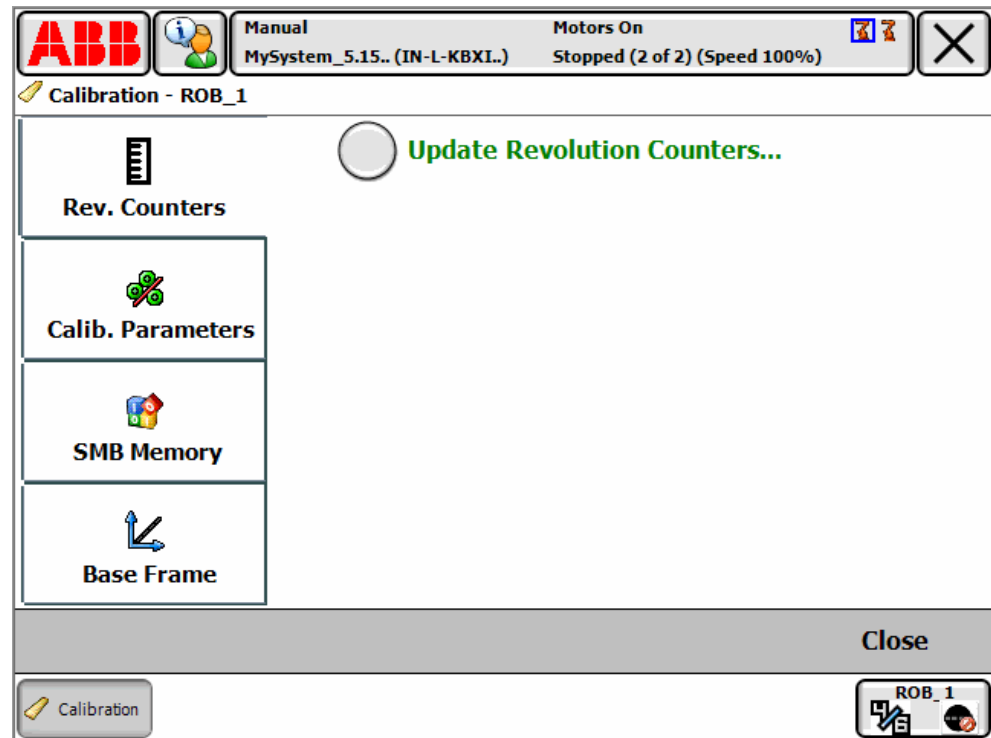 ABB
Manual
Motors On
MySystem_5.15.. (IN-L-KBXI..)
Stopped (2 of 2) (Speed 100%)
Calibration - ROB_1
Rev. Counters
Update Revolution Counters...
Calib. Parameters
SMB Memory
Base Frame
Close
Calibration
ROB_1